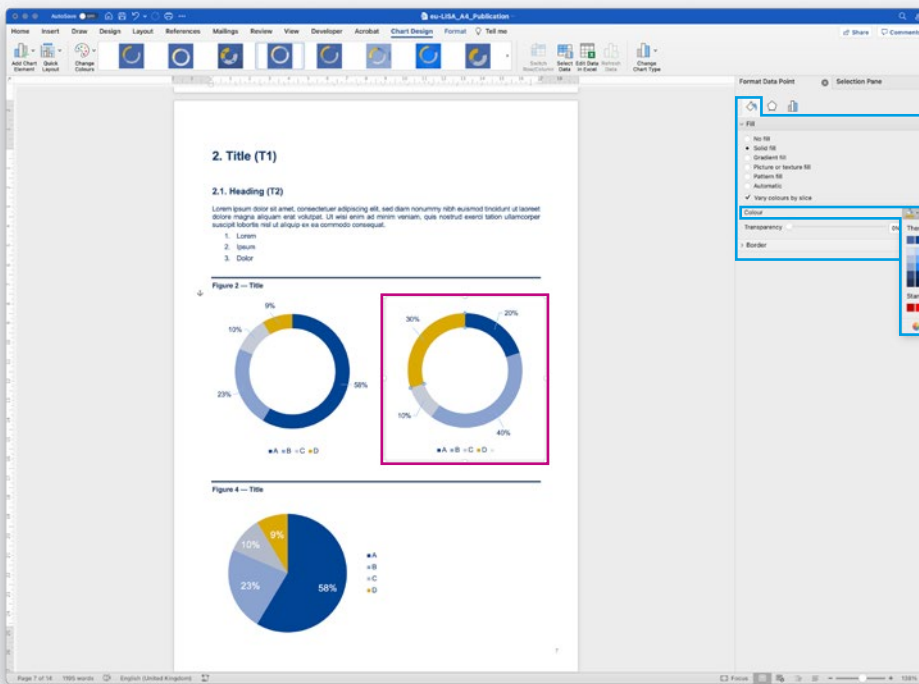 AutoSave
eu-LISA_A4_Publication
Home Insert Draw Design Layout References Mailings Review View Developer Acrobat Chart Design Format Tell me
Share Comments
Add Chart Element
Quick Layout
Change Colours
Switch Row/Column
Select Data
Edit Data in Excel
Refresh Data
Change Chart Type
Format Data Point
Selection Pane
Fill
No fill
Solid fill
Gradient fill
Picture or texture fill
Pattern fill
Automatic
Vary colours by slice
Colour
Transparency
Border
2. Title (T1)
2.1. Heading (T2)
Lorem ipsum dolor sit amet, consectetuer adipiscing elit, sed diam nonummy nibh euismod tincidunt ut laoreet
dolore magna aliquam erat volutpat. Ut wisi enim ad minim veniam, quis nostrud exerci tation ullamcorper
suscipit lobortis nisl ut aliquip ex ea commodo consequat.
1. Lorem
2. Ipsum
3. Dolor
Figure 2 — Title
9%
10%
23%
58%
A B C D
30%
20%
10%
40%
A B C D
Figure 4 — Title
9%
10%
23%
58%
A
B
C
D
7
Page 7 of 14 1195 words English (United Kingdom)
Focus